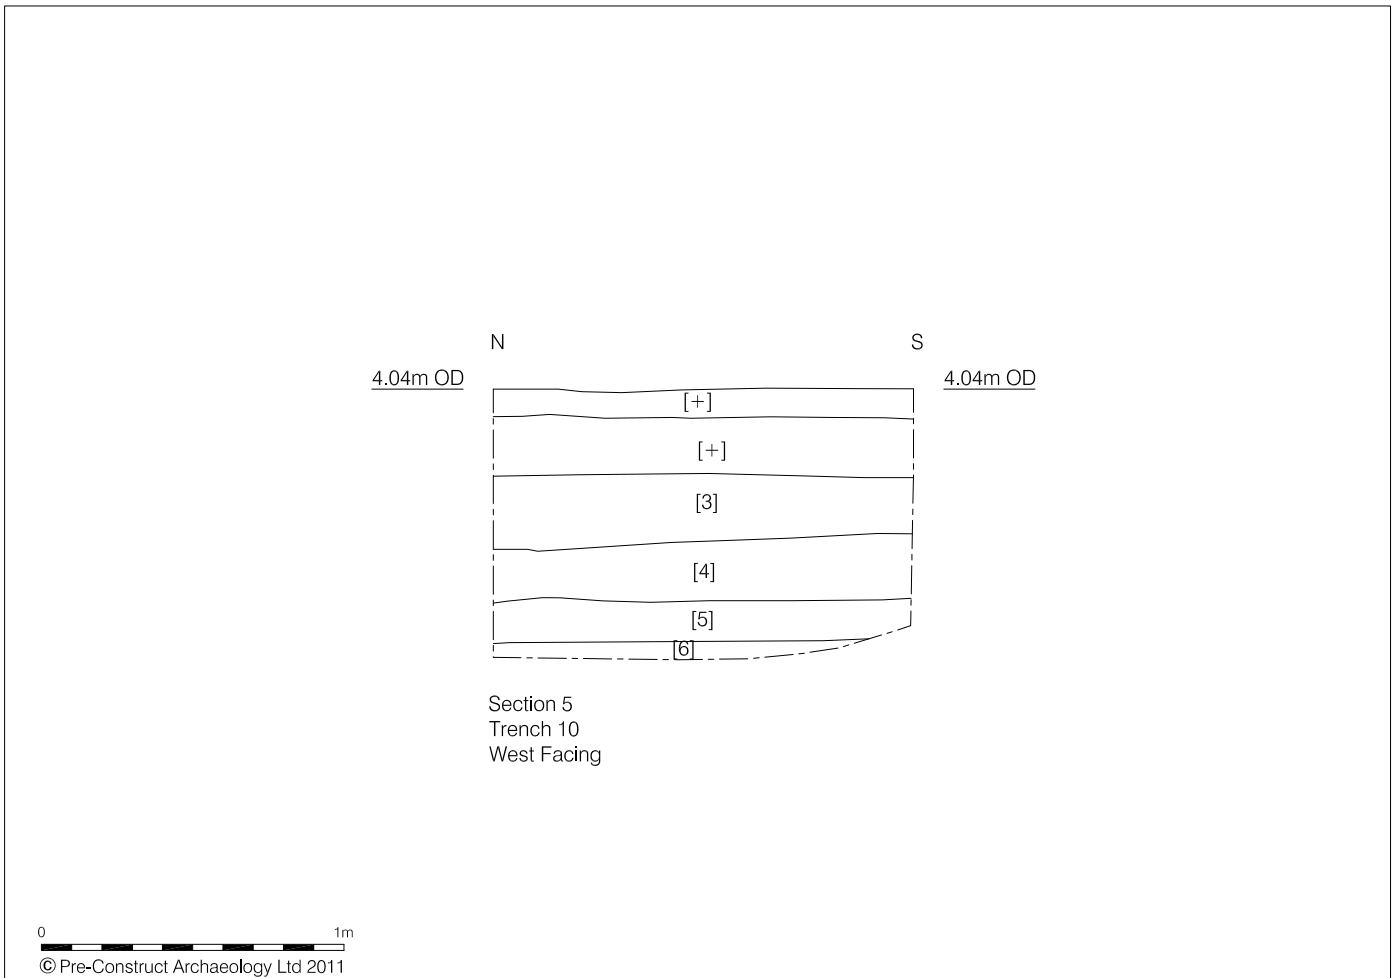 N
S
4.04m OD
4.04m OD
[+]
[+]
[3]
[4]
[5]
[6]
Section 5
Trench 10
West Facing
0
1m
© Pre-Construct Archaeology Ltd 2011